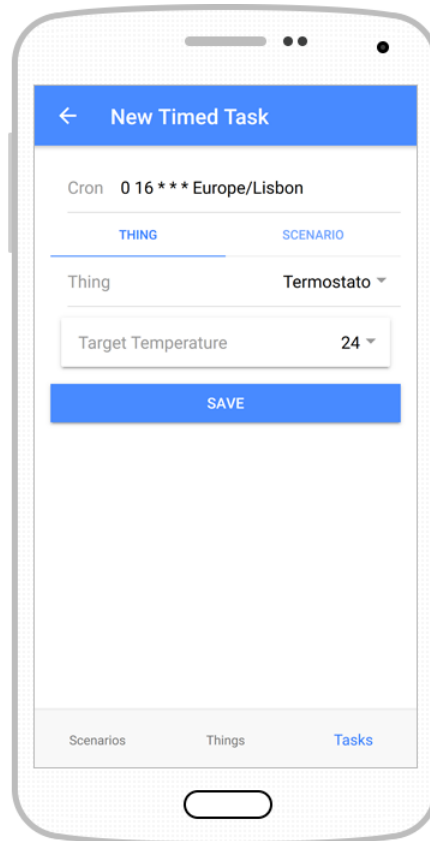 New Timed Task
Cron 0 16 * * * Europe/Lisbon
THING SCENARIO
Thing Termostato
Target Temperature 24
SAVE
Scenarios Things Tasks